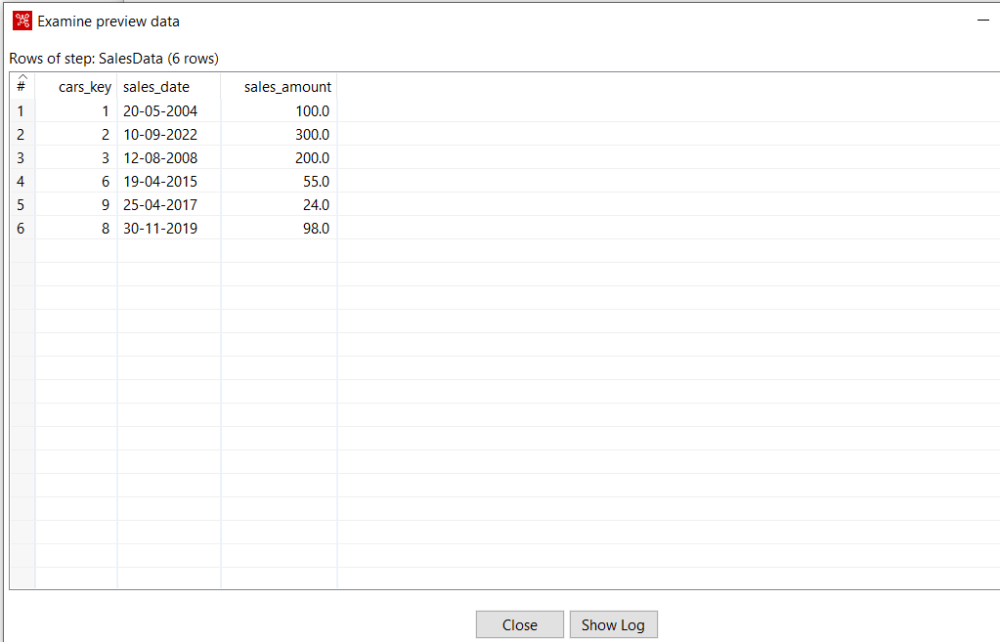 Examine preview data
Rows of step: SalesData (6 rows)
# cars_key sales_date sales_amount
1 1 20-05-2004 100.0
2 2 10-09-2022 300.0
3 3 12-08-2008 200.0
4 6 19-04-2015 55.0
5 9 25-04-2017 24.0
6 8 30-11-2019 98.0
Close Show Log